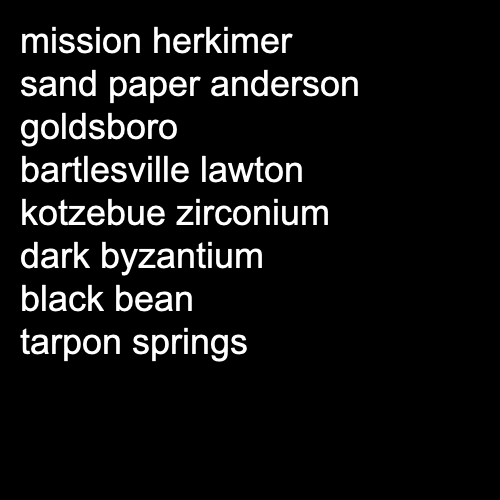 mission herkimer
sand paper anderson
goldsboro
bartlesville lawton
kotzebue zirconium
dark byzantium
black bean
tarpon springs